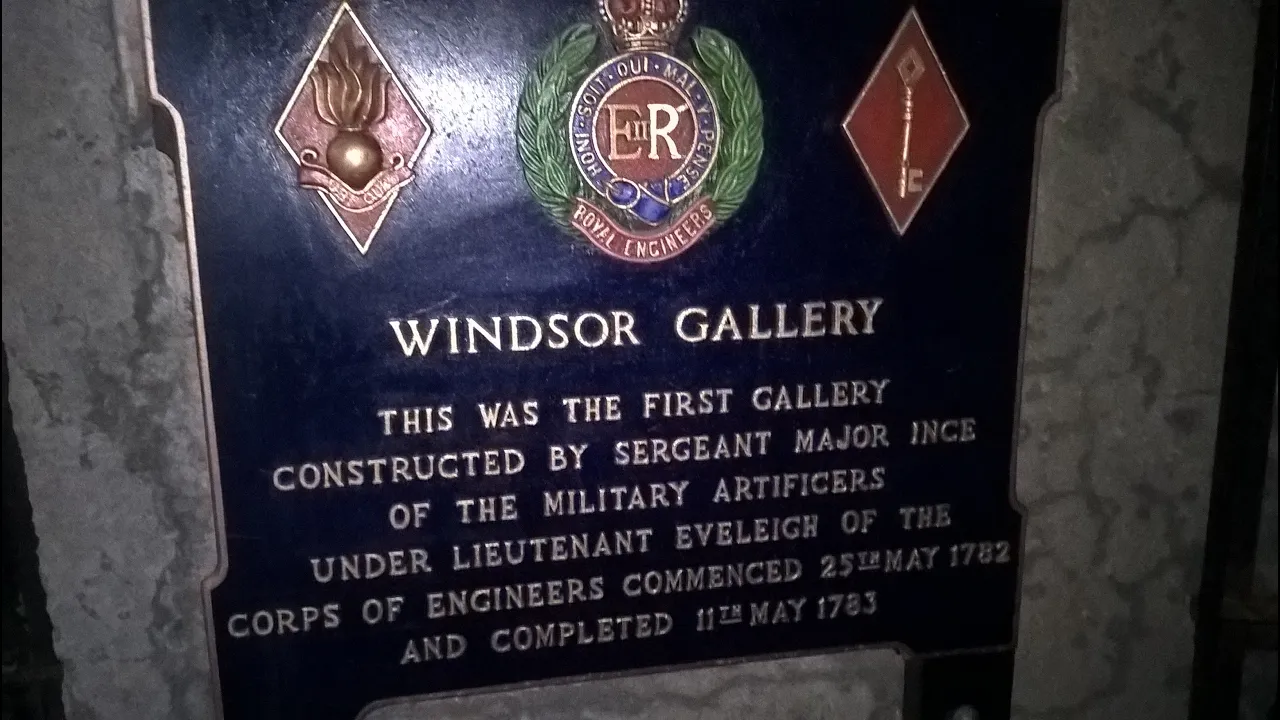 HONI · SOIT · QUI · MAL · Y · PENSE
EIIR
ROYAL ENGINEERS
WINDSOR GALLERY
THIS WAS THE FIRST GALLERY
CONSTRUCTED BY SERGEANT MAJOR INCE
OF THE MILITARY ARTIFICERS
UNDER LIEUTENANT EVELEIGH OF THE
CORPS OF ENGINEERS COMMENCED 25TH MAY 1782
AND COMPLETED 11TH MAY 1783